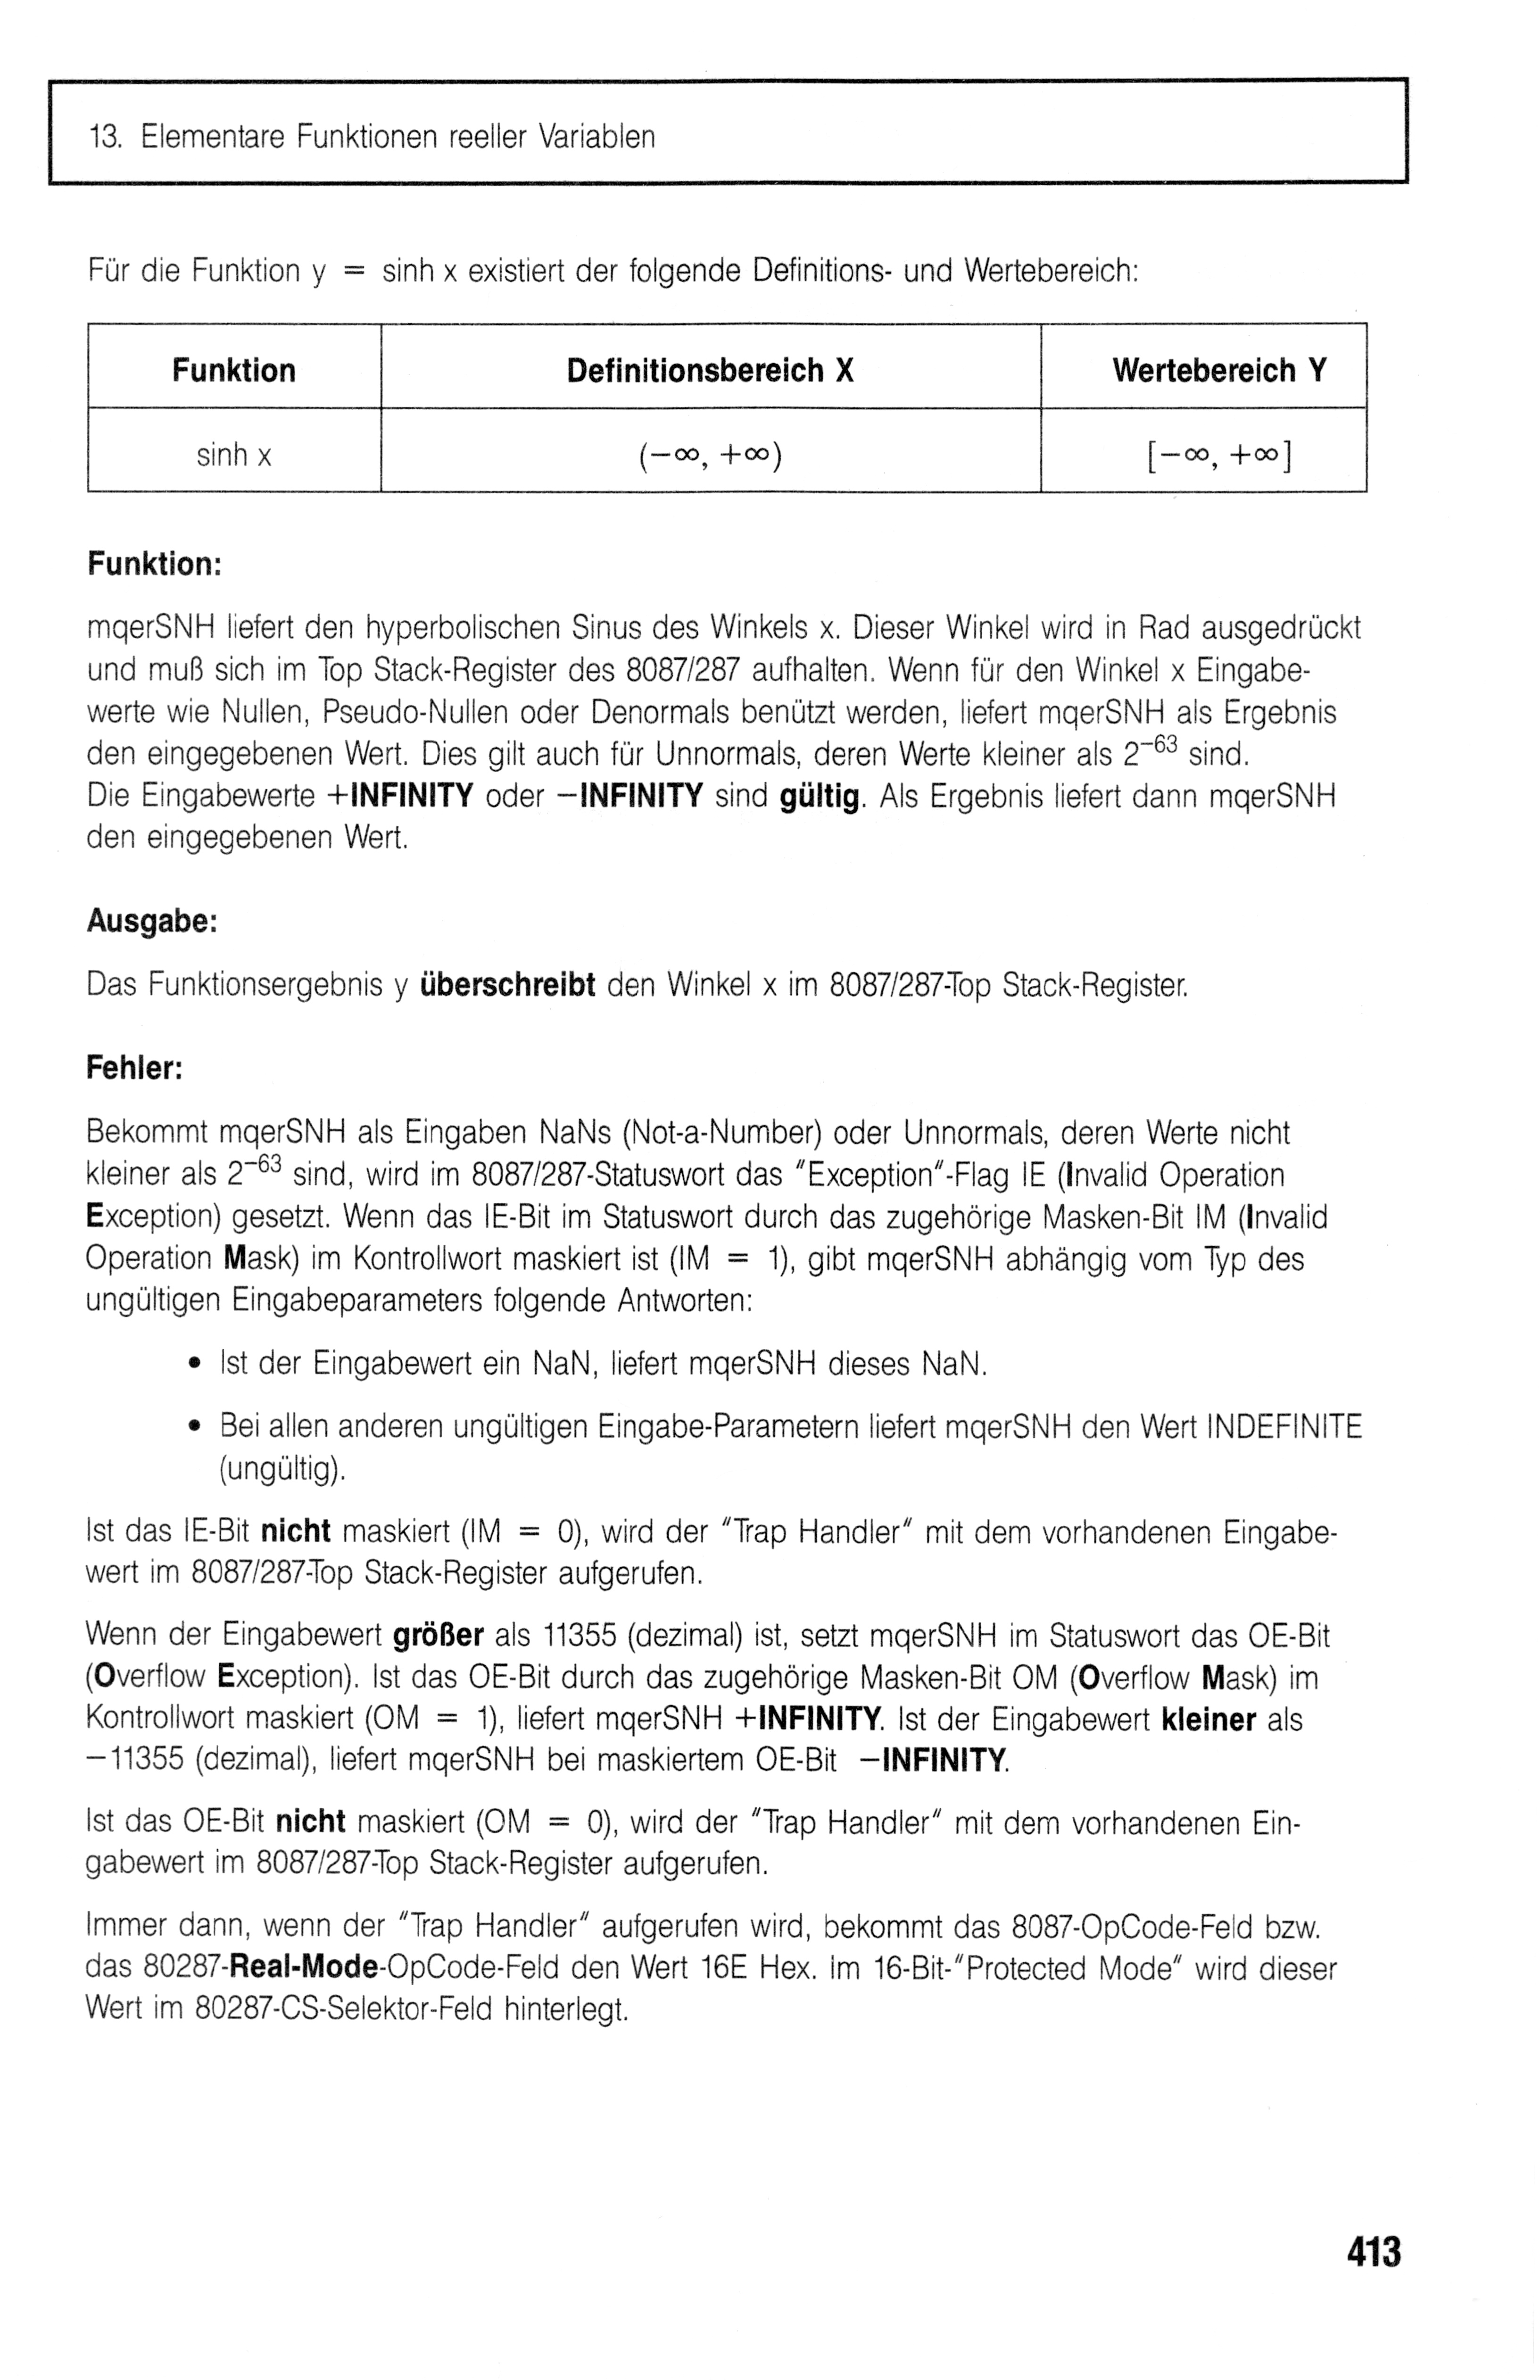 13. Elementare Funktionen reeller Variablen
Für die Funktion y = sinh x existiert der folgende Definitions- und Wertebereich:
Funktion Definitionsbereich X Wertebereich Y
sinh x (−∞, +∞) [−∞, +∞]
Funktion:
mqerSNH liefert den hyperbolischen Sinus des Winkels x. Dieser Winkel wird in Rad ausgedrückt
und muß sich im Top Stack-Register des 8087/287 aufhalten. Wenn für den Winkel x Eingabe-
werte wie Nullen, Pseudo-Nullen oder Denormals benützt werden, liefert mqerSNH als Ergebnis
den eingegebenen Wert. Dies gilt auch für Unnormals, deren Werte kleiner als 2⁻⁶³ sind.
Die Eingabewerte +INFINITY oder −INFINITY sind gültig. Als Ergebnis liefert dann mqerSNH
den eingegebenen Wert.
Ausgabe:
Das Funktionsergebnis y überschreibt den Winkel x im 8087/287-Top Stack-Register.
Fehler:
Bekommt mqerSNH als Eingaben NaNs (Not-a-Number) oder Unnormals, deren Werte nicht
kleiner als 2⁻⁶³ sind, wird im 8087/287-Statuswort das "Exception"-Flag IE (Invalid Operation
Exception) gesetzt. Wenn das IE-Bit im Statuswort durch das zugehörige Masken-Bit IM (Invalid
Operation Mask) im Kontrollwort maskiert ist (IM = 1), gibt mqerSNH abhängig vom Typ des
ungültigen Eingabeparameters folgende Antworten:
• Ist der Eingabewert ein NaN, liefert mqerSNH dieses NaN.
• Bei allen anderen ungültigen Eingabe-Parametern liefert mqerSNH den Wert INDEFINITE
(ungültig).
Ist das IE-Bit nicht maskiert (IM = 0), wird der "Trap Handler" mit dem vorhandenen Eingabe-
wert im 8087/287-Top Stack-Register aufgerufen.
Wenn der Eingabewert größer als 11355 (dezimal) ist, setzt mqerSNH im Statuswort das OE-Bit
(Overflow Exception). Ist das OE-Bit durch das zugehörige Masken-Bit OM (Overflow Mask) im
Kontrollwort maskiert (OM = 1), liefert mqerSNH +INFINITY. Ist der Eingabewert kleiner als
−11355 (dezimal), liefert mqerSNH bei maskiertem OE-Bit −INFINITY.
Ist das OE-Bit nicht maskiert (OM = 0), wird der "Trap Handler" mit dem vorhandenen Ein-
gabewert im 8087/287-Top Stack-Register aufgerufen.
Immer dann, wenn der "Trap Handler" aufgerufen wird, bekommt das 8087-OpCode-Feld bzw.
das 80287-Real-Mode-OpCode-Feld den Wert 16E Hex. Im 16-Bit-"Protected Mode" wird dieser
Wert im 80287-CS-Selektor-Feld hinterlegt.
413